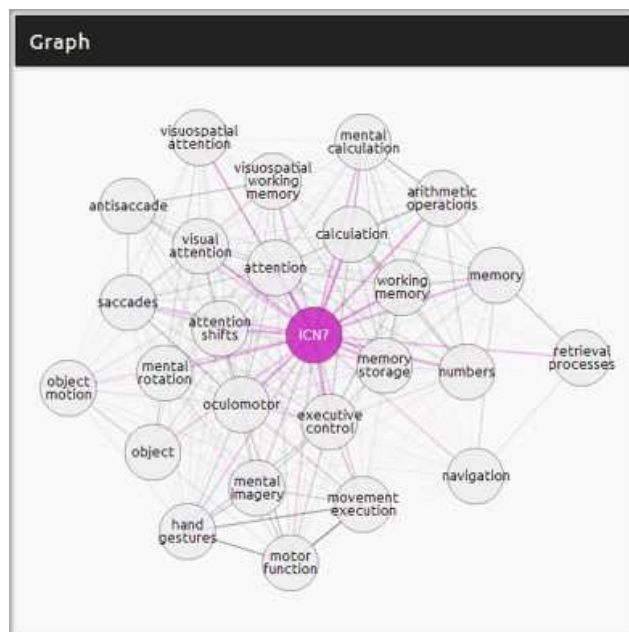 Graph
visuospatial
attention
mental
calculation
visuospatial
working
memory
arithmetic
operations
antisaccade
calculation
visual
attention
attention
working
memory
memory
saccades
attention
shifts
ICN7
memory
storage
retrieval
processes
mental
rotation
numbers
object
motion
oculomotor
executive
control
object
mental
imagery
navigation
movement
execution
hand
gestures
motor
function